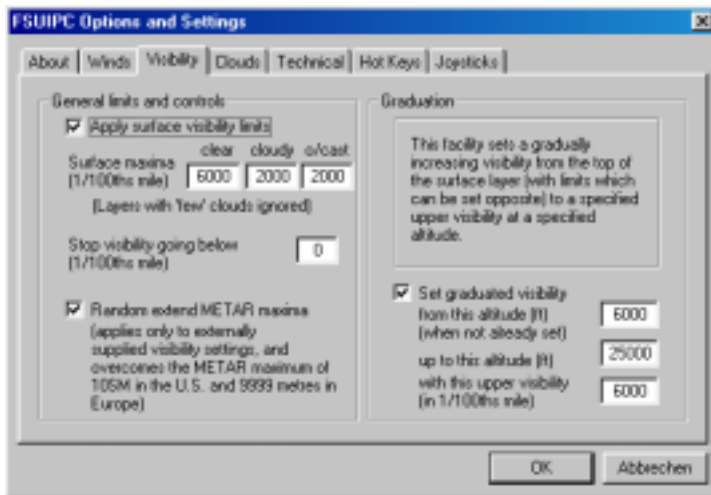 FSUIPC Options and Settings
About Winds Visibility Clouds Technical Hot Keys Joysticks
General limits and controls
Apply surface visibility limits
clear cloudy o/cast
Surface maxima
(1/100ths mile)
6000 2000 2000
(Layers with 'few' clouds ignored)
Stop visibility going below
(1/100ths mile)
0
Random extend METAR maxima
(applies only to externally
supplied visibility settings, and
overcomes the METAR maximum of
10SM in the U.S. and 9999 metres in
Europe)
Graduation
This facility sets a gradually
increasing visibility from the top of
the surface layer (with limits which
can be set opposite) to a specified
upper visibility at a specified
altitude.
Set graduated visibility
from this altitude (ft)
(when not already set)
6000
up to this altitude (ft)
25000
with this upper visibility
(in 1/100ths mile)
6000
OK Abbrechen